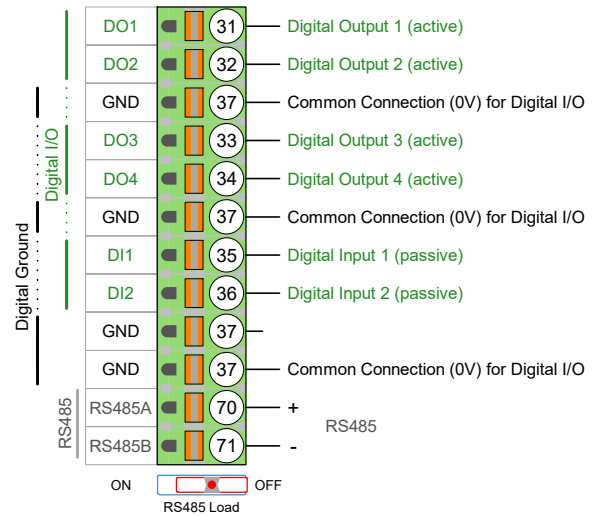 DO1 31 Digital Output 1 (active)
DO2 32 Digital Output 2 (active)
GND 37 Common Connection (0V) for Digital I/O
DO3 33 Digital Output 3 (active)
DO4 34 Digital Output 4 (active)
GND 37 Common Connection (0V) for Digital I/O
DI1 35 Digital Input 1 (passive)
DI2 36 Digital Input 2 (passive)
GND 37
GND 37 Common Connection (0V) for Digital I/O
RS485A 70 +
RS485B 71 -
RS485
Digital I/O
Digital Ground
RS485
ON OFF
RS485 Load